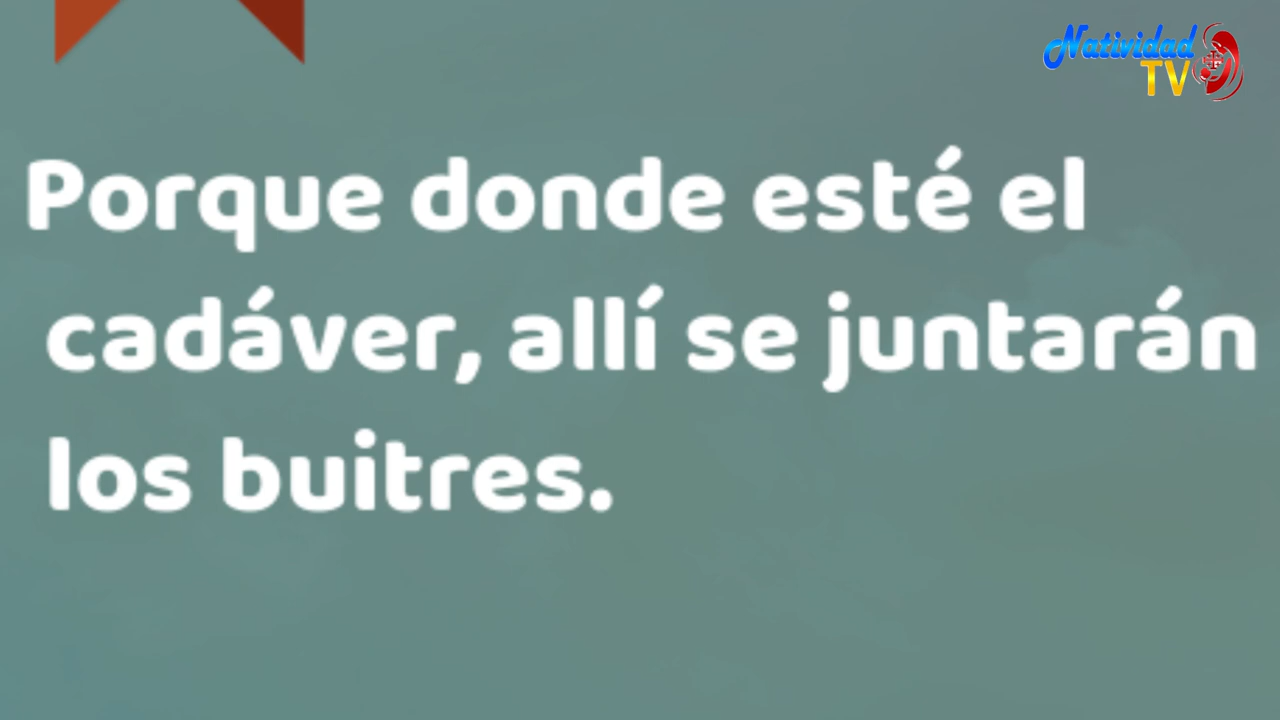 Natividad
TV
Porque donde esté el
cadáver, allí se juntarán
los buitres.